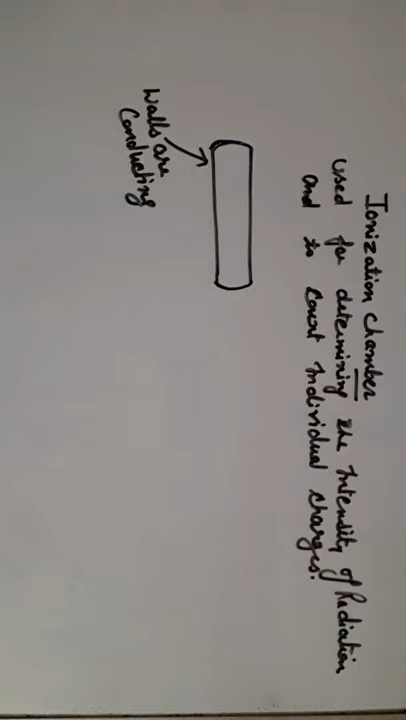 Ionization chamber
used for determining the Intensity of Radiation
and to count Individual charges.
Walls are
Conducting